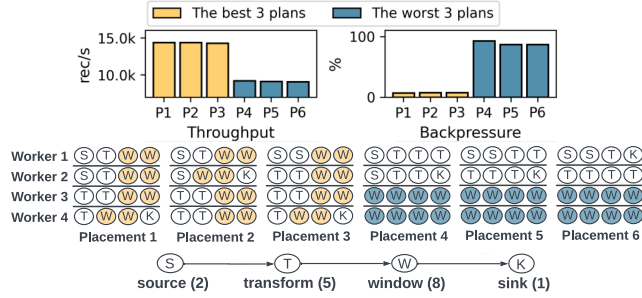 The best 3 plans The worst 3 plans
15.0k
10.0k
rec/s
P1 P2 P3 P4 P5 P6
Throughput
100
0
%
P1 P2 P3 P4 P5 P6
Backpressure
Worker 1 S T W W S T W W S S W W S T T T S S T T S S T K
Worker 2 S T W W S W W K T T W W S T T K T T T K T T T T
Worker 3 T T W W T T W W T T W W W W W W W W W W W W W W
Worker 4 T W W K T T W W T W W K W W W W W W W W W W W W
Placement 1 Placement 2 Placement 3 Placement 4 Placement 5 Placement 6
S T W K
source (2) transform (5) window (8) sink (1)